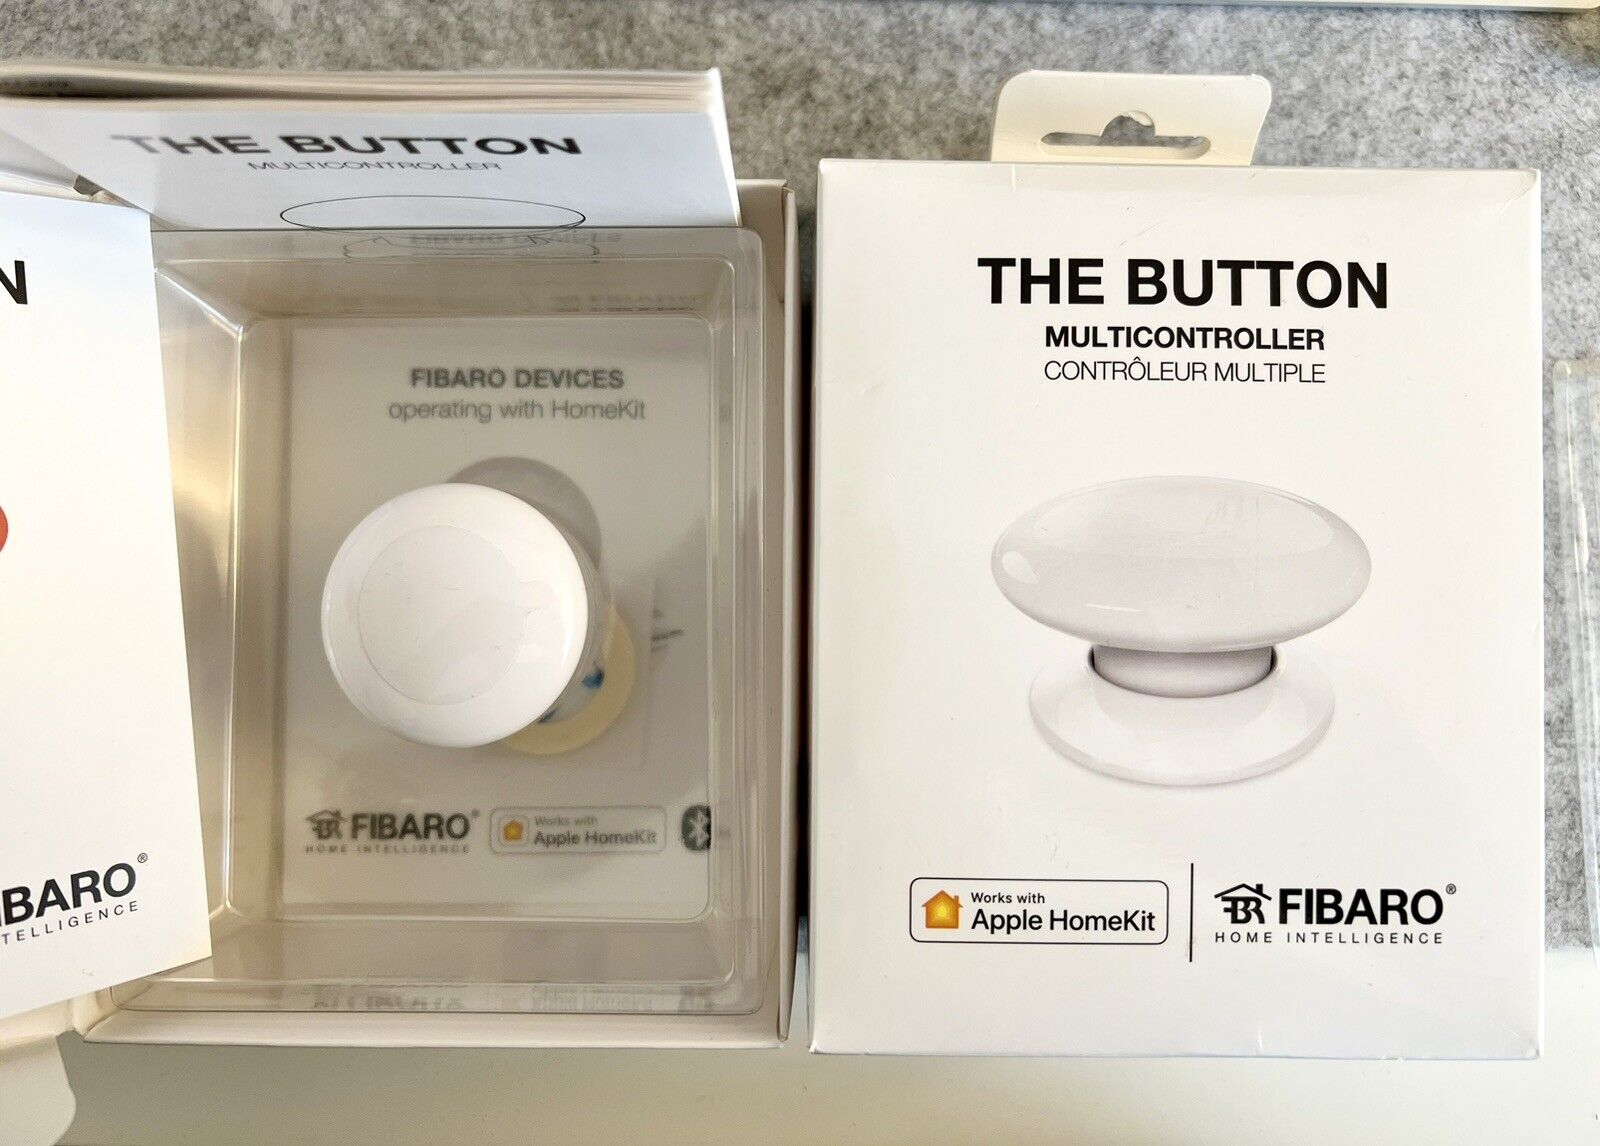 THE BUTTON
MULTICONTROLLER
N
FIBARO DEVICES
operating with HomeKit
FIBARO
HOME INTELLIGENCE
Works with
Apple HomeKit
BARO®
TELLIGENCE
THE BUTTON
MULTICONTROLLER
CONTRÔLEUR MULTIPLE
Works with
Apple HomeKit
FIBARO®
HOME INTELLIGENCE